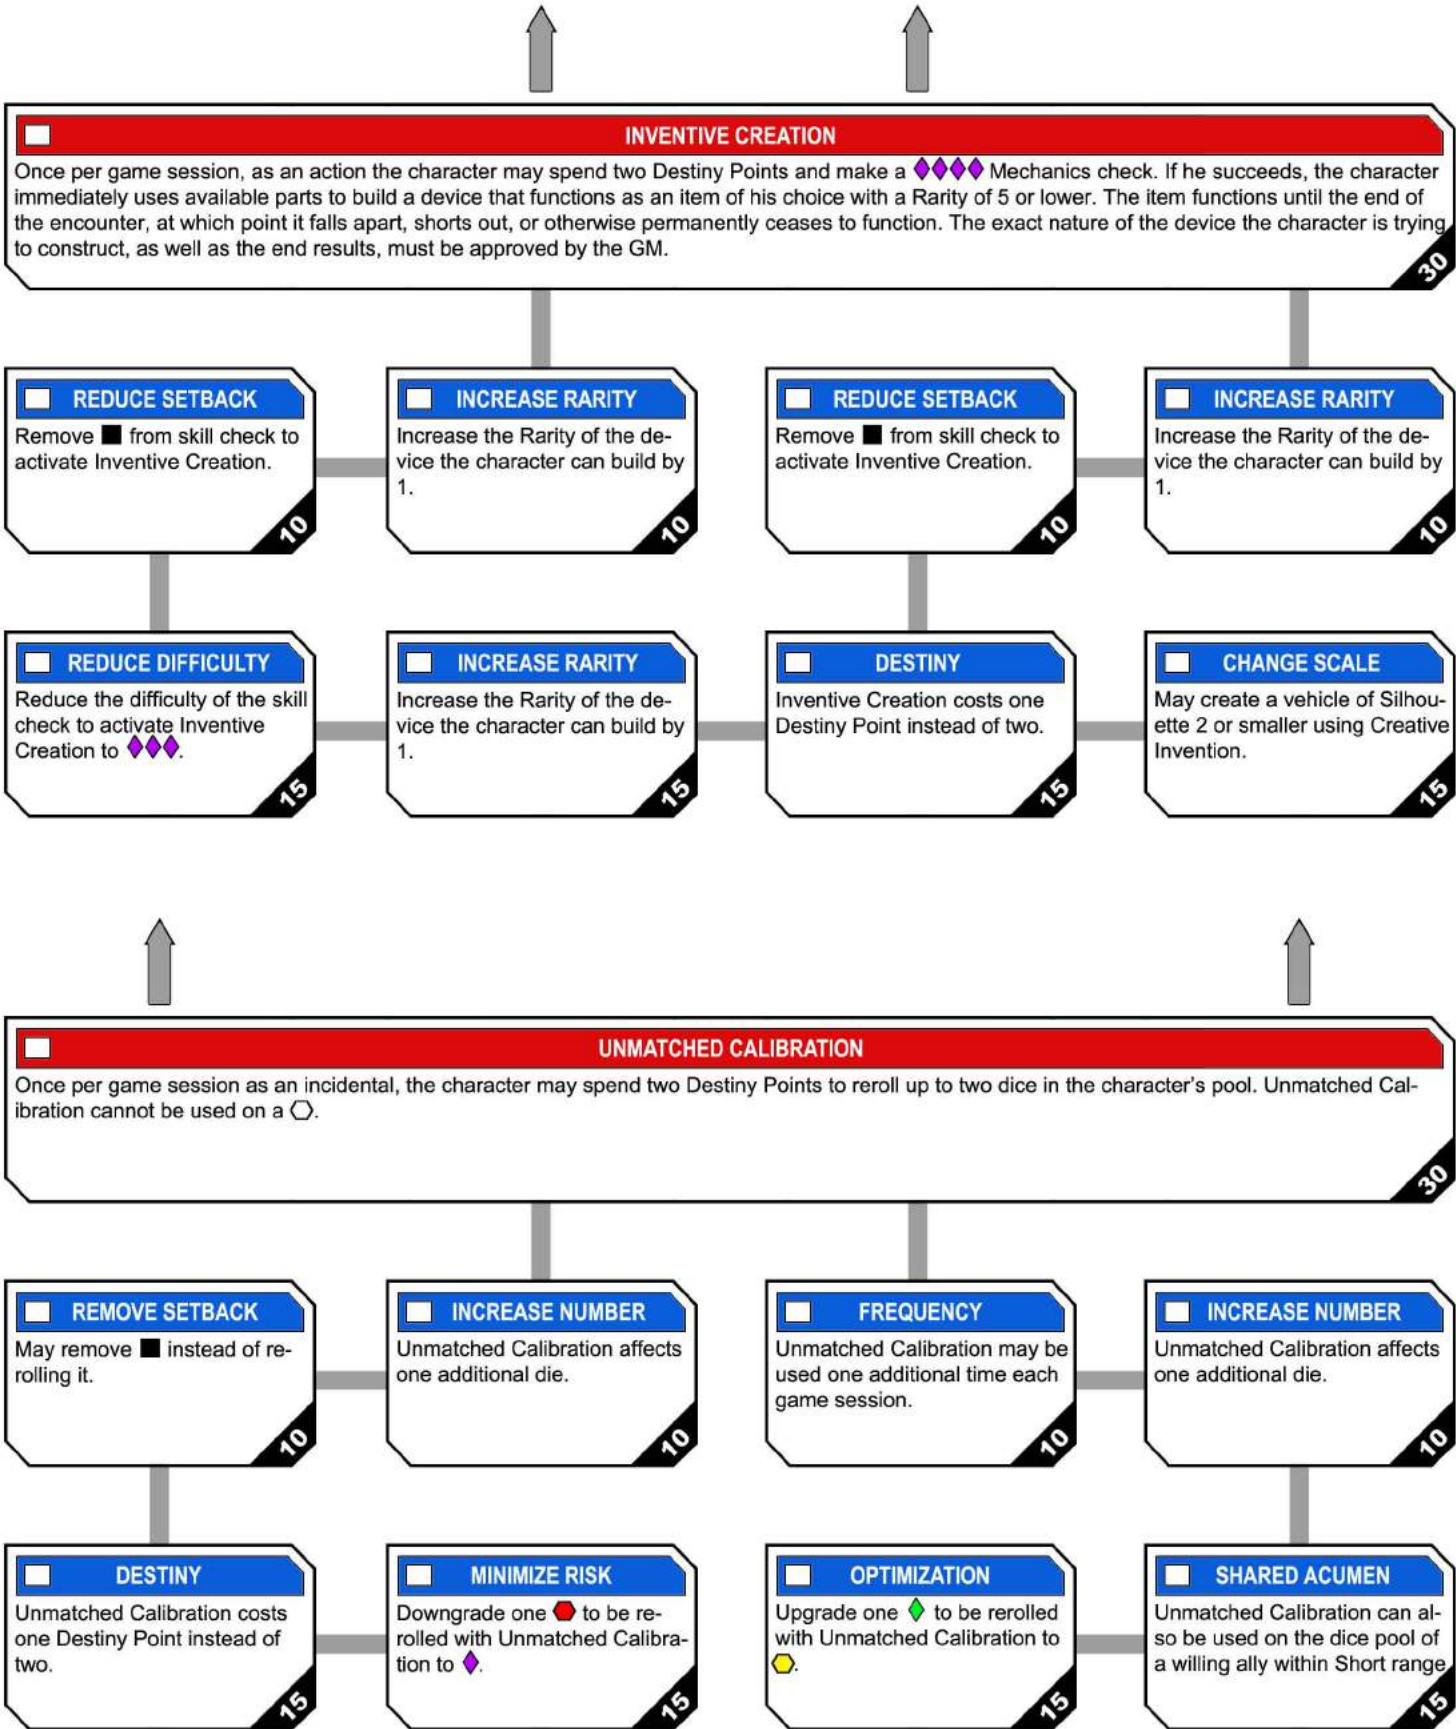 INVENTIVE CREATION
Once per game session, as an action the character may spend two Destiny Points and make a Mechanics check. If he succeeds, the character
immediately uses available parts to build a device that functions as an item of his choice with a Rarity of 5 or lower. The item functions until the end of
the encounter, at which point it falls apart, shorts out, or otherwise permanently ceases to function. The exact nature of the device the character is trying
to construct, as well as the end results, must be approved by the GM.
30
REDUCE SETBACK
Remove from skill check to
activate Inventive Creation.
10
INCREASE RARITY
Increase the Rarity of the de-
vice the character can build by
1.
10
REDUCE SETBACK
Remove from skill check to
activate Inventive Creation.
10
INCREASE RARITY
Increase the Rarity of the de-
vice the character can build by
1.
10
REDUCE DIFFICULTY
Reduce the difficulty of the skill
check to activate Inventive
Creation to .
15
INCREASE RARITY
Increase the Rarity of the de-
vice the character can build by
1.
15
DESTINY
Inventive Creation costs one
Destiny Point instead of two.
15
CHANGE SCALE
May create a vehicle of Silhou-
ette 2 or smaller using Creative
Invention.
15
UNMATCHED CALIBRATION
Once per game session as an incidental, the character may spend two Destiny Points to reroll up to two dice in the character's pool. Unmatched Cal-
ibration cannot be used on a .
30
REMOVE SETBACK
May remove instead of re-
rolling it.
10
INCREASE NUMBER
Unmatched Calibration affects
one additional die.
10
FREQUENCY
Unmatched Calibration may be
used one additional time each
game session.
10
INCREASE NUMBER
Unmatched Calibration affects
one additional die.
10
DESTINY
Unmatched Calibration costs
one Destiny Point instead of
two.
15
MINIMIZE RISK
Downgrade one to be re-
rolled with Unmatched Calibra-
tion to .
15
OPTIMIZATION
Upgrade one to be rerolled
with Unmatched Calibration to
.
15
SHARED ACUMEN
Unmatched Calibration can al-
so be used on the dice pool of
a willing ally within Short range
15